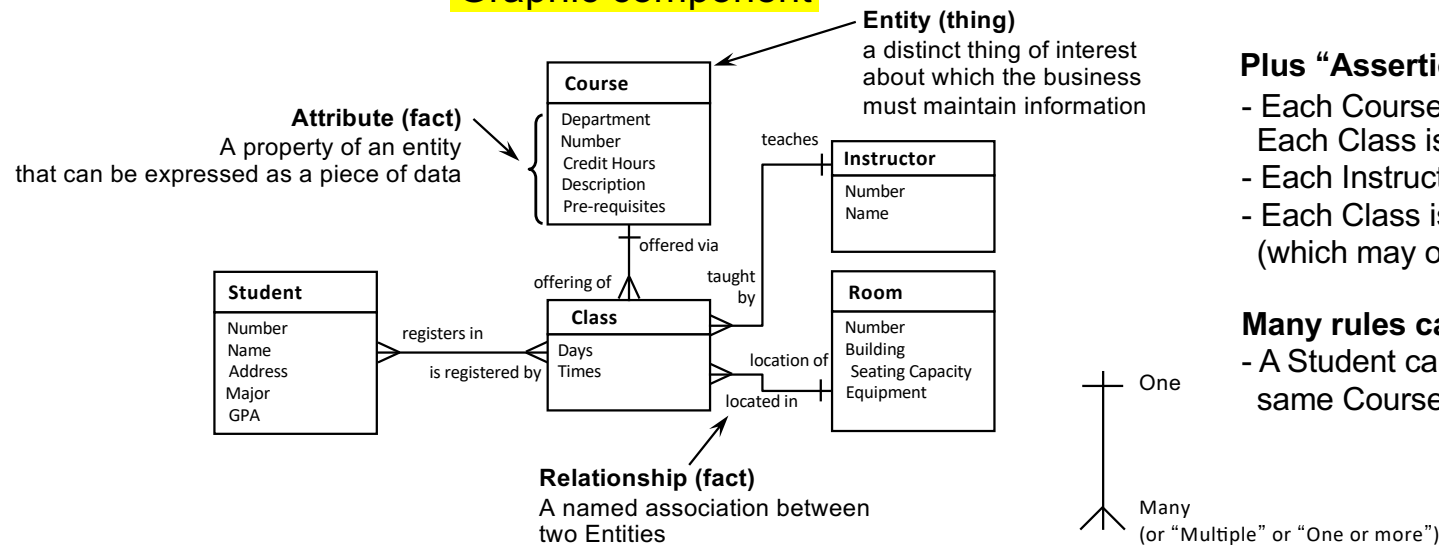 Graphic component
Entity (thing)
a distinct thing of interest
about which the business
must maintain information
Attribute (fact)
A property of an entity
that can be expressed as a piece of data
Course
Department
Number
Credit Hours
Description
Pre-requisites
teaches
Instructor
Number
Name
offered via
offering of
taught
by
Student
Number
Name
Address
Major
GPA
registers in
is registered by
Class
Days
Times
location of
located in
Room
Number
Building
Seating Capacity
Equipment
Relationship (fact)
A named association between
two Entities
One
Many
(or “Multiple” or “One or more”)
Plus “Asserti
- Each Course
Each Class is
- Each Instruct
- Each Class is
(which may o
Many rules ca
- A Student ca
same Course